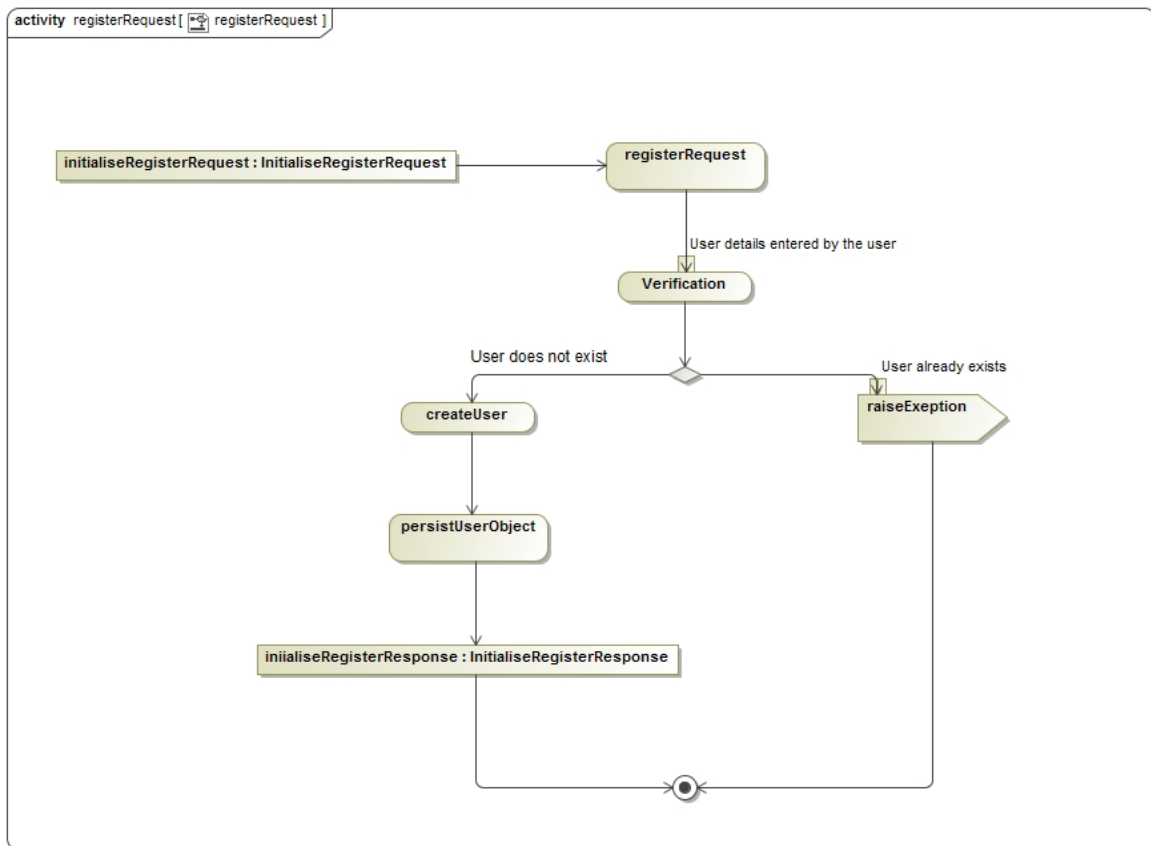 activity registerRequest [ registerRequest ]
initialiseRegisterRequest : InitialiseRegisterRequest
registerRequest
User details entered by the user
Verification
User does not exist
User already exists
raiseExeption
createUser
persistUserObject
iniialiseRegisterResponse : InitialiseRegisterResponse